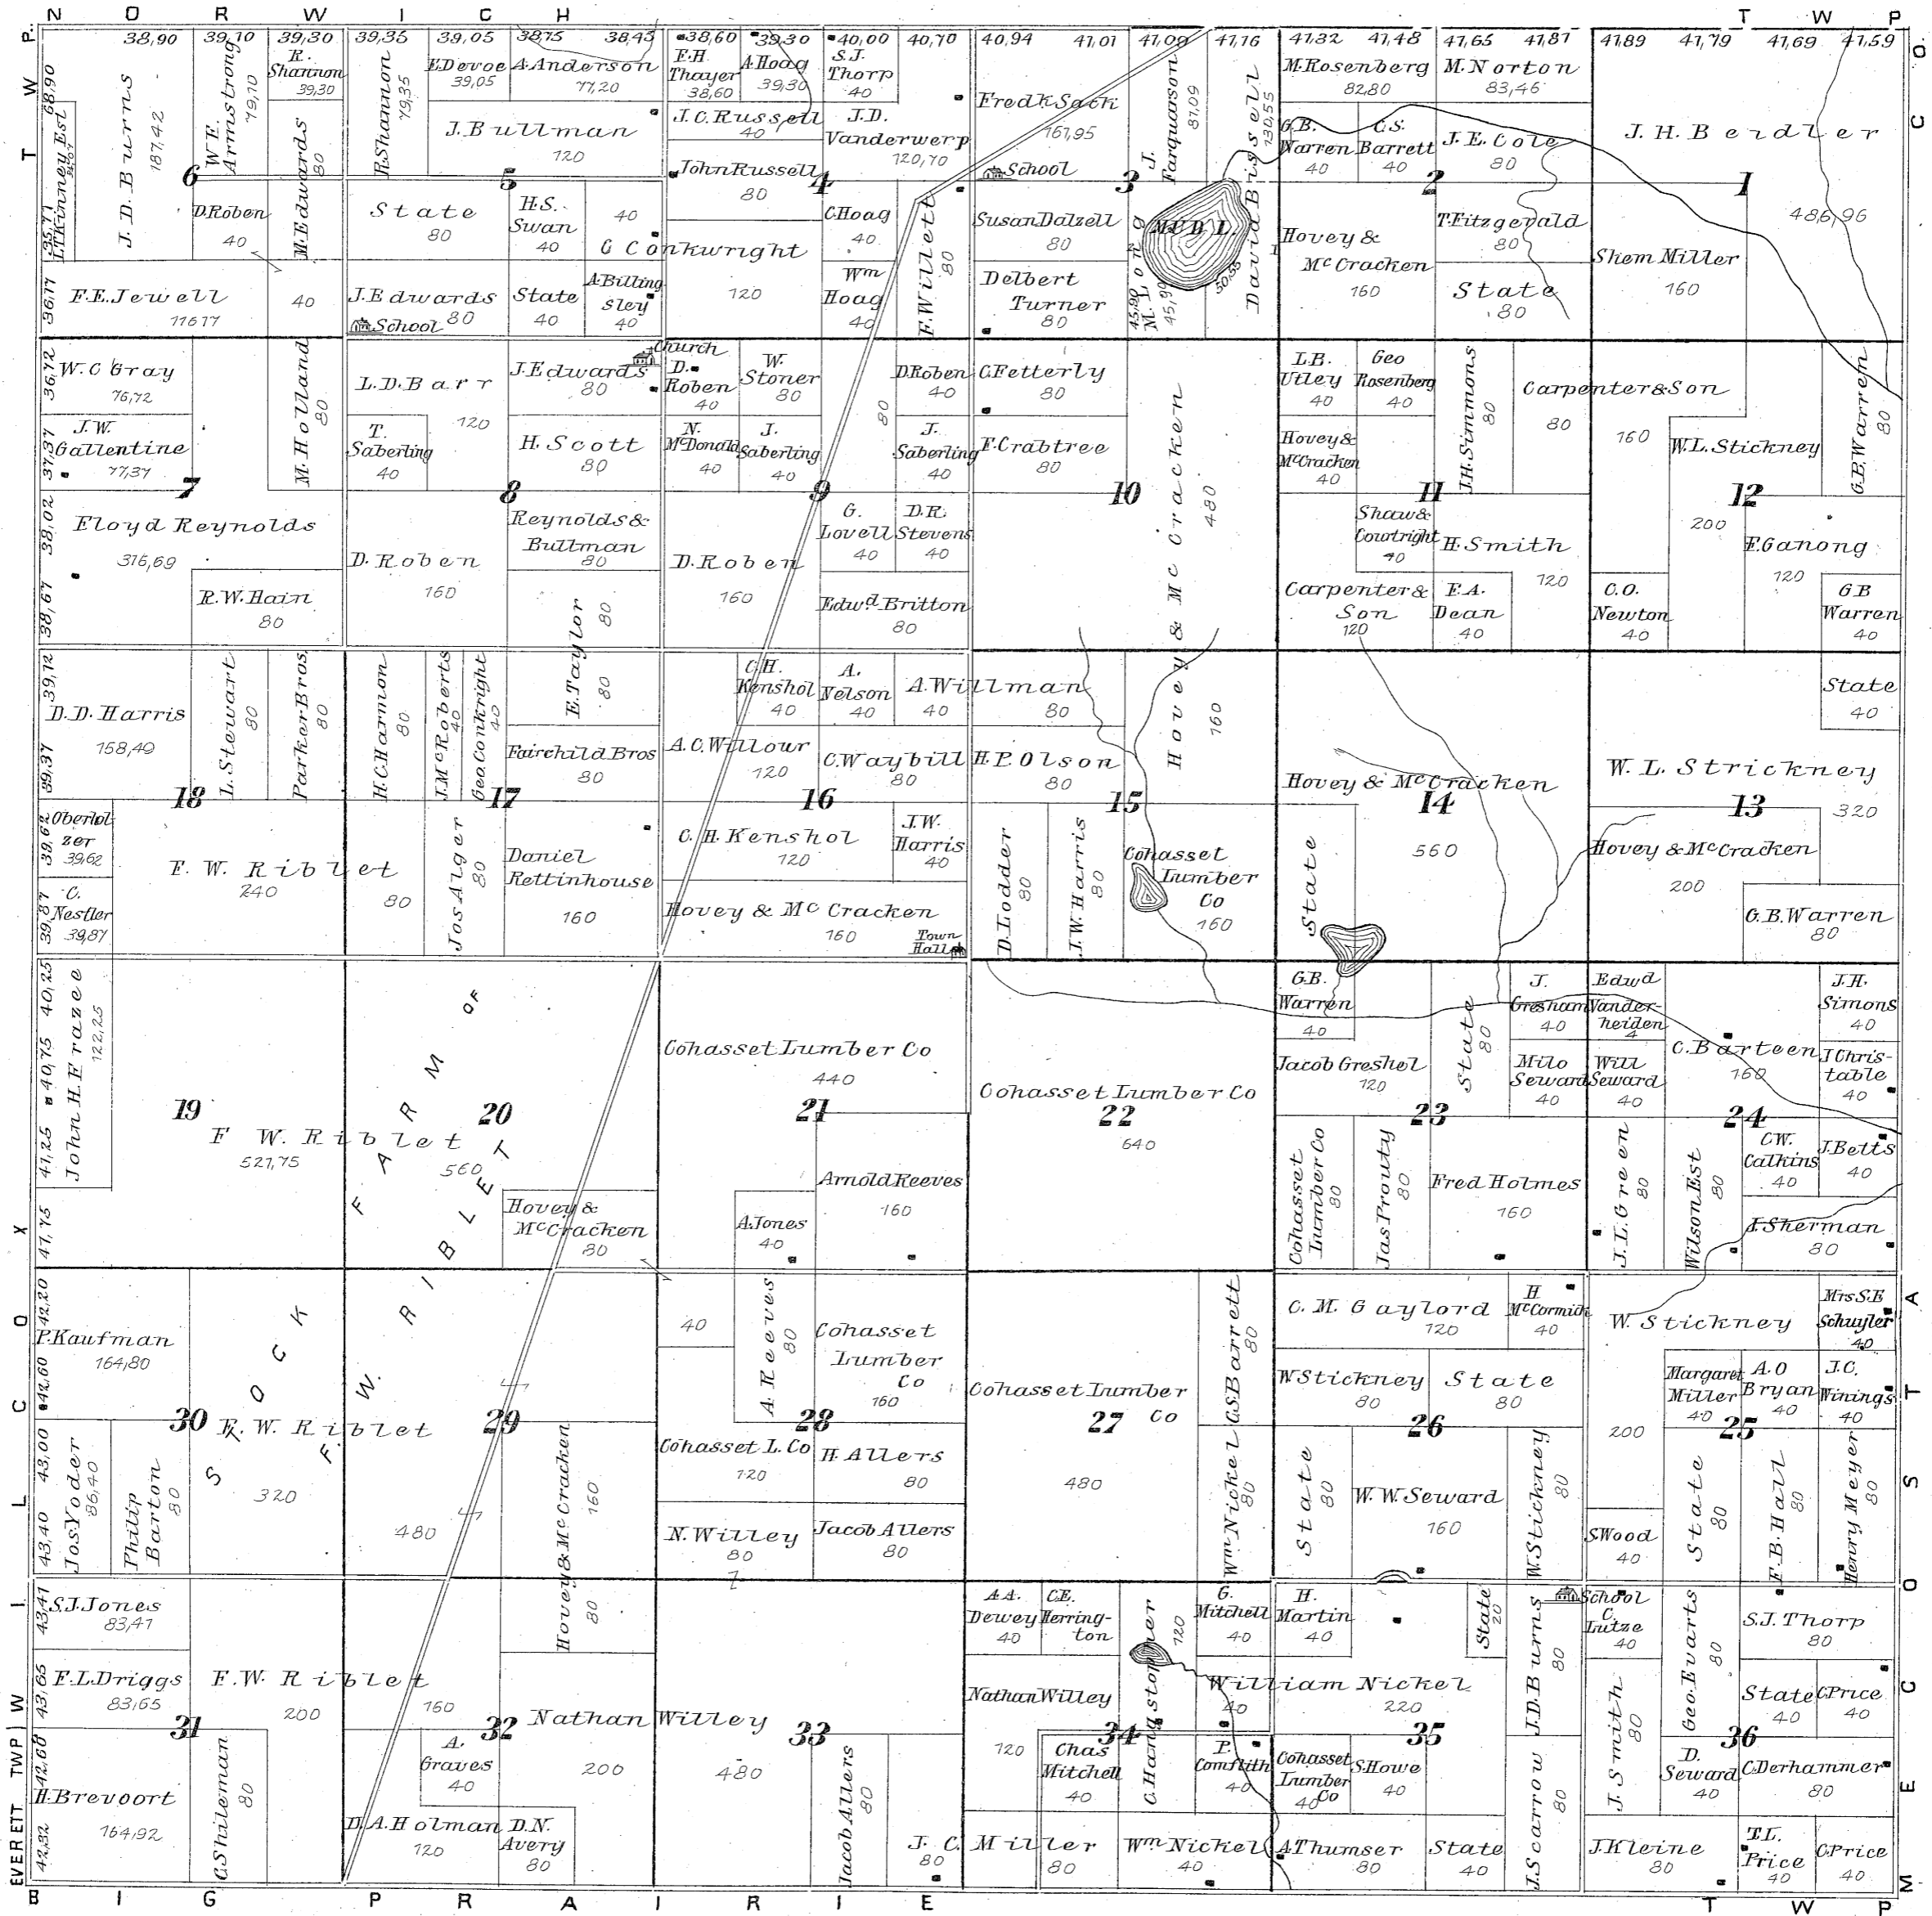 NORWICH TWP
TWP. WILCOX
EVERETT TWP
BIG PRAIRIE TWP
MECOSTA CO.
38,90 39,10 39,30 39,35 39,05 38,75 38,45 38,60 39,30 40,00 40,70 40,94 41,01 41,09 41,16 41,32 41,48 41,65 41,81 41,89 41,79 41,69 41,59
6
L.T. Kinney Est
J.D. Burns
187,42
W.E. Armstrong
79,10
R. Shannon
39,30
M. Edwards
80
D. Roben
40
F.E. Jewell
116,17
40
5
R. Shannon
79,35
E. Devoe
39,05
A. Anderson
77,20
J. Bullman
120
State
80
H.S. Swan
40
40
G Conkwright
J. Edwards
80
School
State
40
A. Billingsley
40
4
E.H. Thayer
38,60
A. Hoag
39,30
S.J. Thorp
40
J.C. Russell
40
J.D. Vanderwerp
120,70
John Russell
80
C. Hoag
40
120
Wm Hoag
40
F. Willett
80
3
Fredk Sack
161,95
School
J. Farquason
81,09
David Bissell
130,55
Susan Dalzell
80
Delbert Turner
80
M. Long
45,90
50,55
2
M. Rosenberg
82,80
M. Norton
83,46
G.B. Warren
40
C.S. Barrett
40
J.E. Cole
80
Hovey & McCracken
160
T. Fitzgerald
80
State
80
1
J.H. Beidler
486,96
Shem Miller
160
7
W.C. Gray
76,72
J.W. Gallentine
77,37
M. Holland
80
Floyd Reynolds
316,69
R.W. Hain
80
8
L.D. Barr
120
J. Edwards
80
Church
T. Saberling
40
H. Scott
80
D. Roben
160
Reynolds & Bullman
80
E. Taylor
80
80
9
D. Roben
40
W. Stoner
80
D. Roben
40
80
N. McDonald
40
J. Saberling
40
J. Saberling
40
D. Roben
160
G. Lovell
40
D.R. Stevens
40
Edwd Britton
80
10
C. Fetterly
80
F. Crabtree
80
Hovey & McCracken
480
160
11
L.B. Utley
40
Geo Rosenberg
40
J.H. Simmons
80
Carpenter & Son
80
160
Hovey & McCracken
40
Shaw & Courtright
40
H. Smith
120
Carpenter & Son
120
E.A. Dean
40
12
W.L. Stickney
200
G.B. Warren
80
F. Ganong
120
C.O. Newton
40
G B Warren
40
18
D.D. Harris
158,49
L. Stewart
80
Parker Bros
80
Oberholzer
39,62
C. Nestler
39,87
F.W. Riblet
240
80
17
H.C. Harmon
80
J. McRoberts
40
Geo. Conkright
40
Fairchild Bros
80
Jos Alger
80
Daniel Rettinhouse
160
16
C.H. Kenshol
40
A. Nelson
40
A. Willman
40
80
A.C. Willour
120
C. Waybill
80
C.H. Kenshol
120
J.W. Harris
40
Hovey & McCracken
160
Town Hall
15
H.P. Olson
80
D. Lodder
80
J.W. Harris
80
Cohasset Lumber Co
160
14
Hovey & McCracken
560
State
13
State
40
W.L. Strickney
320
Hovey & McCracken
200
G.B. Warren
80
19
John H. Frazee
122,25
F W. Riblet
521,75
20
560
Hovey & McCracken
80
STOCK FARM OF
F. W. RIBLET
21
Cohasset Lumber Co
440
Arnold Reeves
160
A. Jones
40
22
Cohasset Lumber Co
640
23
G.B. Warren
40
State
80
J. Gresham
40
Jacob Greshel
120
Milo Seward
40
Cohasset Lumber Co
80
Jas Prouty
80
Fred Holmes
160
24
Edwd Vanderheiden
4
J.H. Simons
40
C. Barteen
160
J Christable
40
Will Seward
40
J.L. Green
80
Wilson Est
80
C.W. Calkins
40
J. Betts
40
J. Sherman
80
30
P. Kaufman
164,80
Jos Yoder
86,40
Philip Barton
80
F.W. Riblet
320
29
480
Hovey & McCracken
160
28
40
A. Reeves
80
Cohasset Lumber Co
160
Cohasset L. Co
120
H. Allers
80
N. Willey
80
Jacob Allers
80
27
Cohasset Lumber Co
480
C.S. Barrett
80
Wm Nickel
80
26
C.M. Gaylord
120
H McCormick
40
W. Stickney
80
State
80
State
80
W.W. Seward
160
W. Stickney
80
25
W. Stickney
200
Mrs S.E Schuyler
40
Margaret Miller
40
A.O Bryan
40
J.C. Winings
40
S. Wood
40
State
80
F.B. Hall
80
Henry Meyer
80
31
S.J. Jones
83,47
F.L. Driggs
83,65
F.W. Riblet
200
H. Brevoort
164,92
C. Shileman
80
32
160
Hovey & McCracken
80
Nathan Willey
200
A. Graves
40
D.A. Holman
120
D.N. Avery
80
33
480
Jacob Allers
80
J. C. Miller
80
80
34
A.A. Dewey
40
C.E. Herrington
C. Hangstopher
120
G. Mitchell
40
Nathan Willey
120
40
Chas Mitchell
40
40
Wm Nickel
40
35
H. Martin
40
State
20
J.D. Burns
80
William Nickel
220
Cohasset Lumber Co
40
S. Howe
40
A. Thumser
80
State
40
J. Scarrow
80
36
School
C. Lutze
40
Geo. Evarts
80
S.J. Thorp
80
J. Smith
80
State
40
C. Price
40
D. Seward
40
C. Derhammer
80
J. Kleine
80
T.L. Price
40
C. Price
40